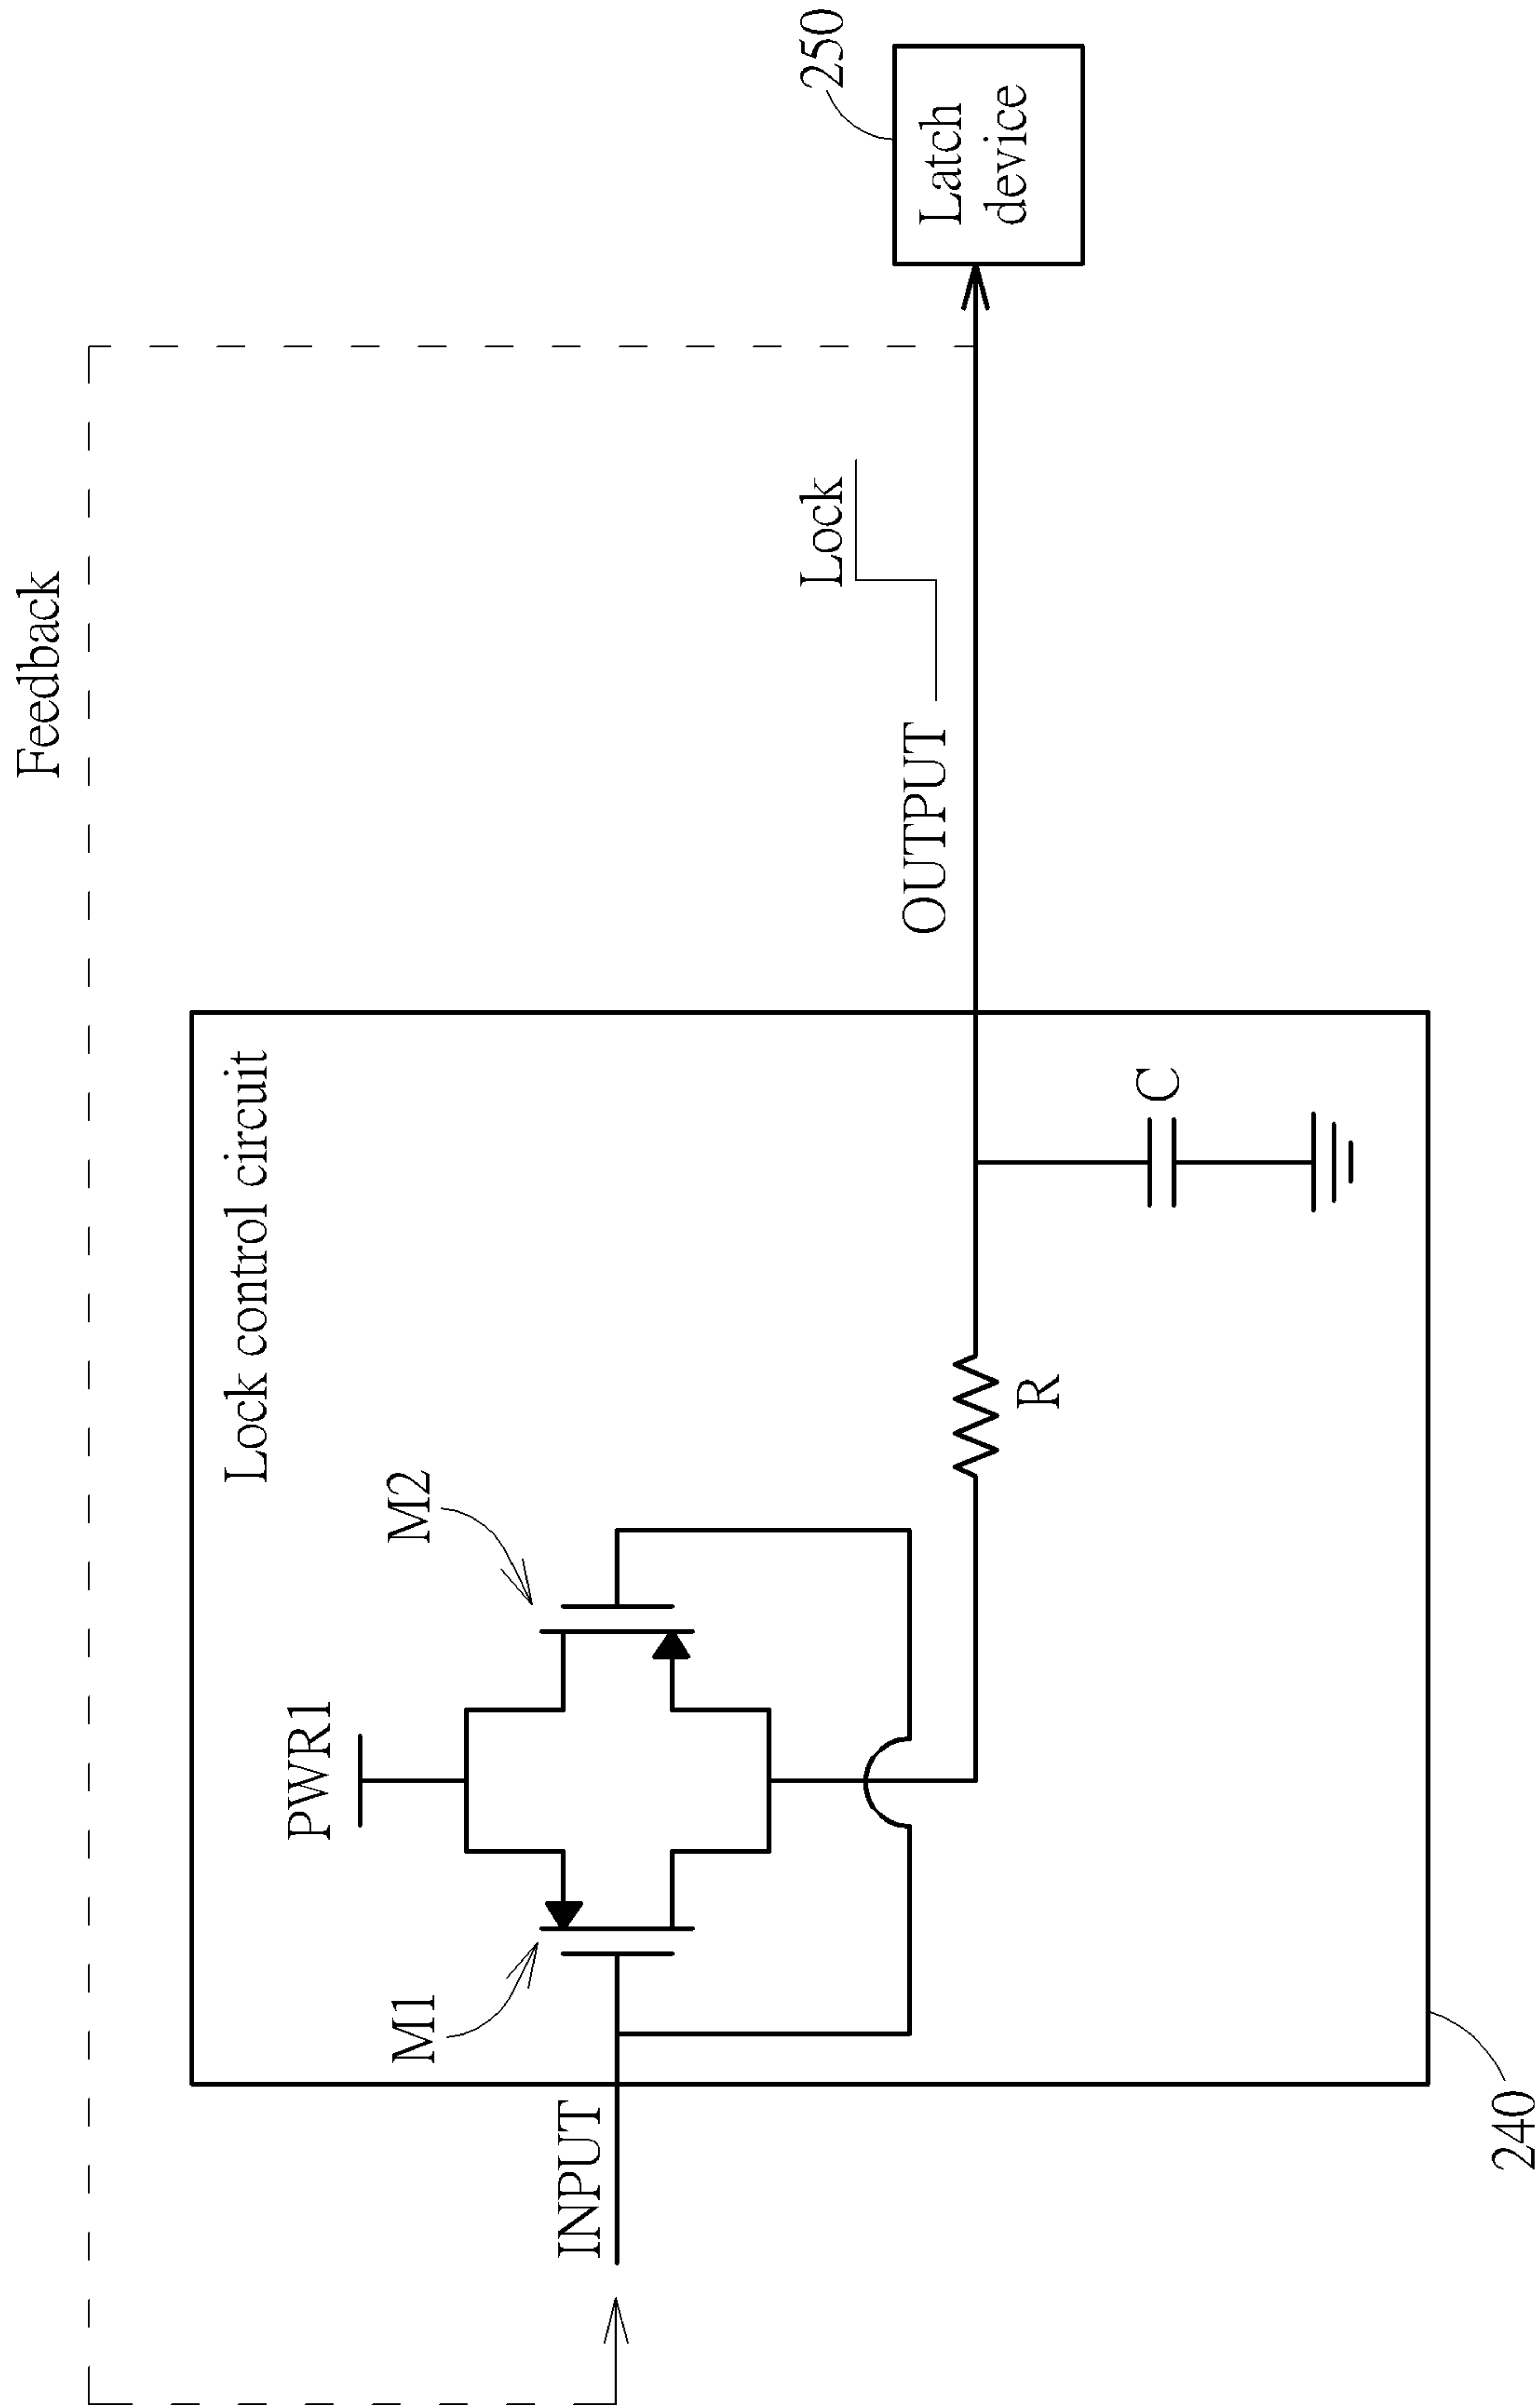 Feedback
Lock control circuit
PWR1
M1
M2
INPUT
R
C
OUTPUT
Lock
250
Latch
device
240